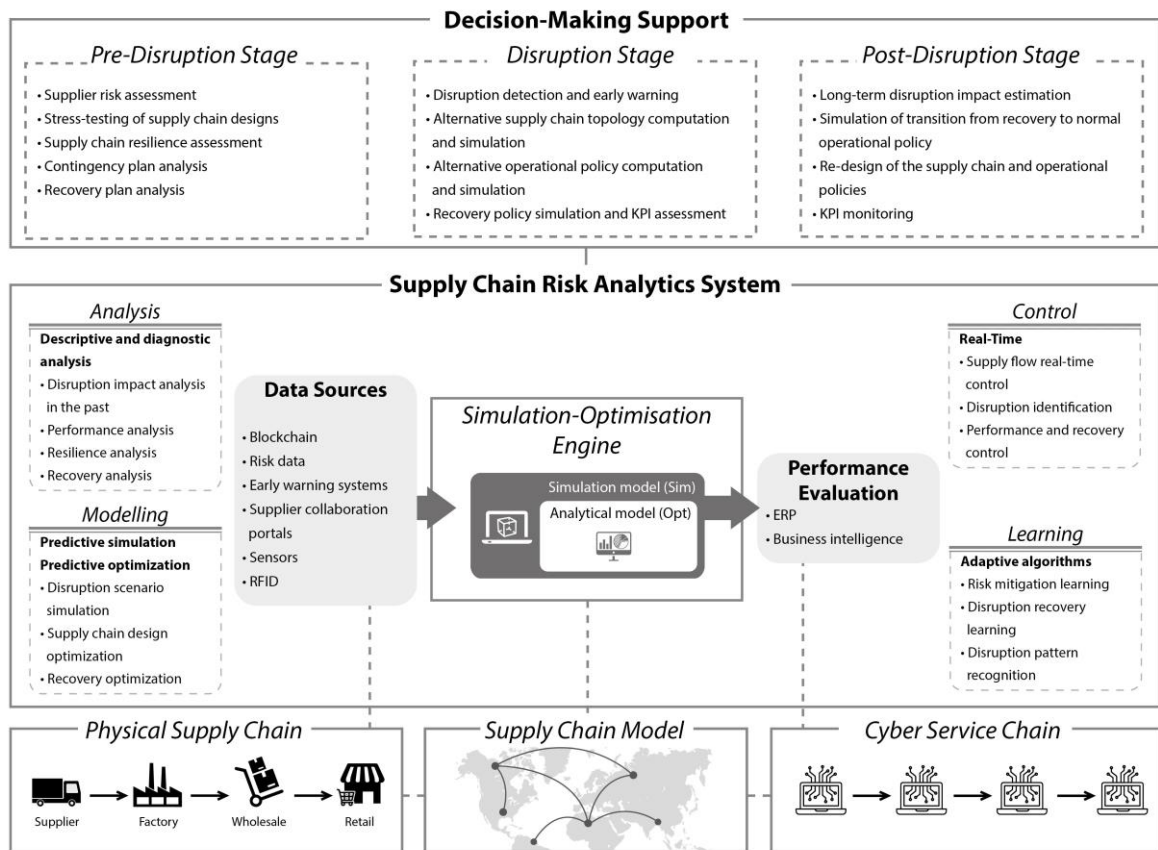 Decision-Making Support
Pre-Disruption Stage
• Supplier risk assessment
• Stress-testing of supply chain designs
• Supply chain resilience assessment
• Contingency plan analysis
• Recovery plan analysis
Disruption Stage
• Disruption detection and early warning
• Alternative supply chain topology computation
and simulation
• Alternative operational policy computation
and simulation
• Recovery policy simulation and KPI assessment
Post-Disruption Stage
• Long-term disruption impact estimation
• Simulation of transition from recovery to normal
operational policy
• Re-design of the supply chain and operational
policies
• KPI monitoring
Supply Chain Risk Analytics System
Analysis
Descriptive and diagnostic
analysis
• Disruption impact analysis
in the past
• Performance analysis
• Resilience analysis
• Recovery analysis
Modelling
Predictive simulation
Predictive optimization
• Disruption scenario
simulation
• Supply chain design
optimization
• Recovery optimization
Data Sources
• Blockchain
• Risk data
• Early warning systems
• Supplier collaboration
portals
• Sensors
• RFID
Simulation-Optimisation
Engine
Simulation model (Sim)
Analytical model (Opt)
Performance
Evaluation
• ERP
• Business intelligence
Control
Real-Time
• Supply flow real-time
control
• Disruption identification
• Performance and recovery
control
Learning
Adaptive algorithms
• Risk mitigation learning
• Disruption recovery
learning
• Disruption pattern
recognition
Physical Supply Chain
Supplier
Factory
Wholesale
Retail
Supply Chain Model
Cyber Service Chain